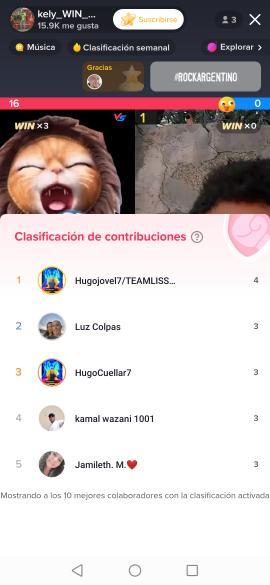 kely_WIN_...
15.9K me gusta
Suscribirse
3
Música
Clasificación semanal
Explorar >
Gracias
#ROCKARGENTINO
16
0
WIN ×3
VS
1
WIN ×0
Clasificación de contribuciones
1 Hugojovel7/TEAMLISS... 4
2 Luz Colpas 3
3 HugoCuellar7 3
4 kamal wazani 1001 3
5 Jamileth. M.❤️ 3
Mostrando a los 10 mejores colaboradores con la clasificación activada